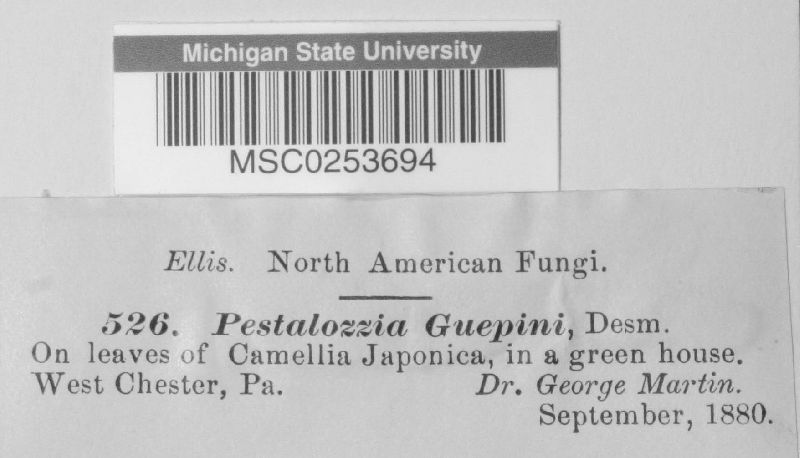 Michigan State University
MSC0253694
Ellis. North American Fungi.
526. Pestalozzia Guepini, Desm.
On leaves of Camellia Japonica, in a green house.
West Chester, Pa. Dr. George Martin.
September, 1880.